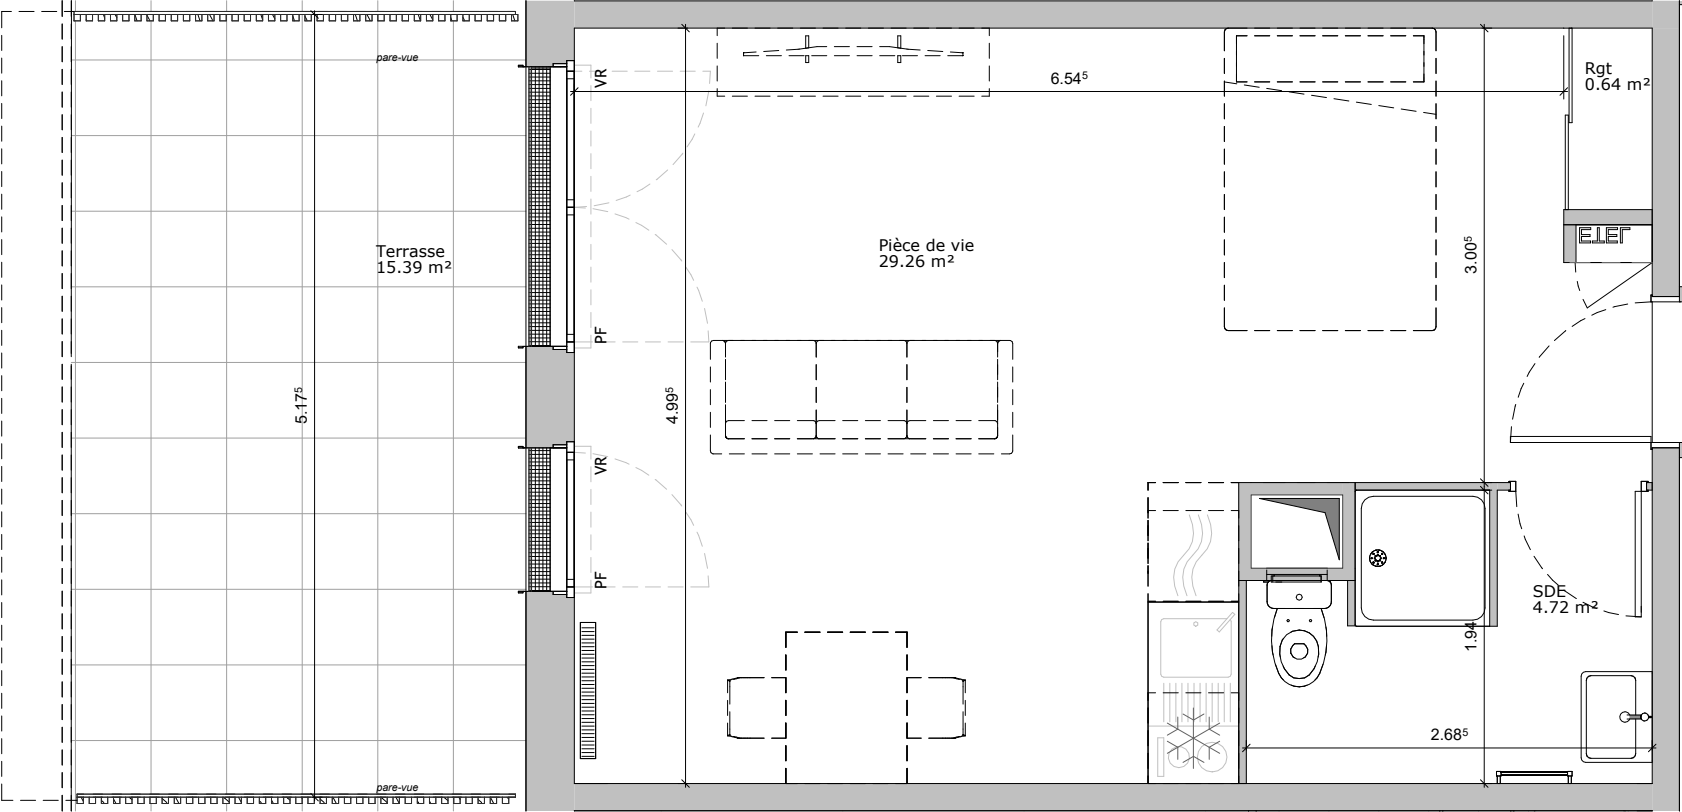 pare-vue
VR
6.54⁵
Rgt
0.64 m²
Terrasse
15.39 m²
Pièce de vie
29.26 m²
3.00⁵
ETEL
PF
5.17⁵
4.99⁵
VR
PF
SDE
4.72 m²
1.94
2.68⁵
pare-vue